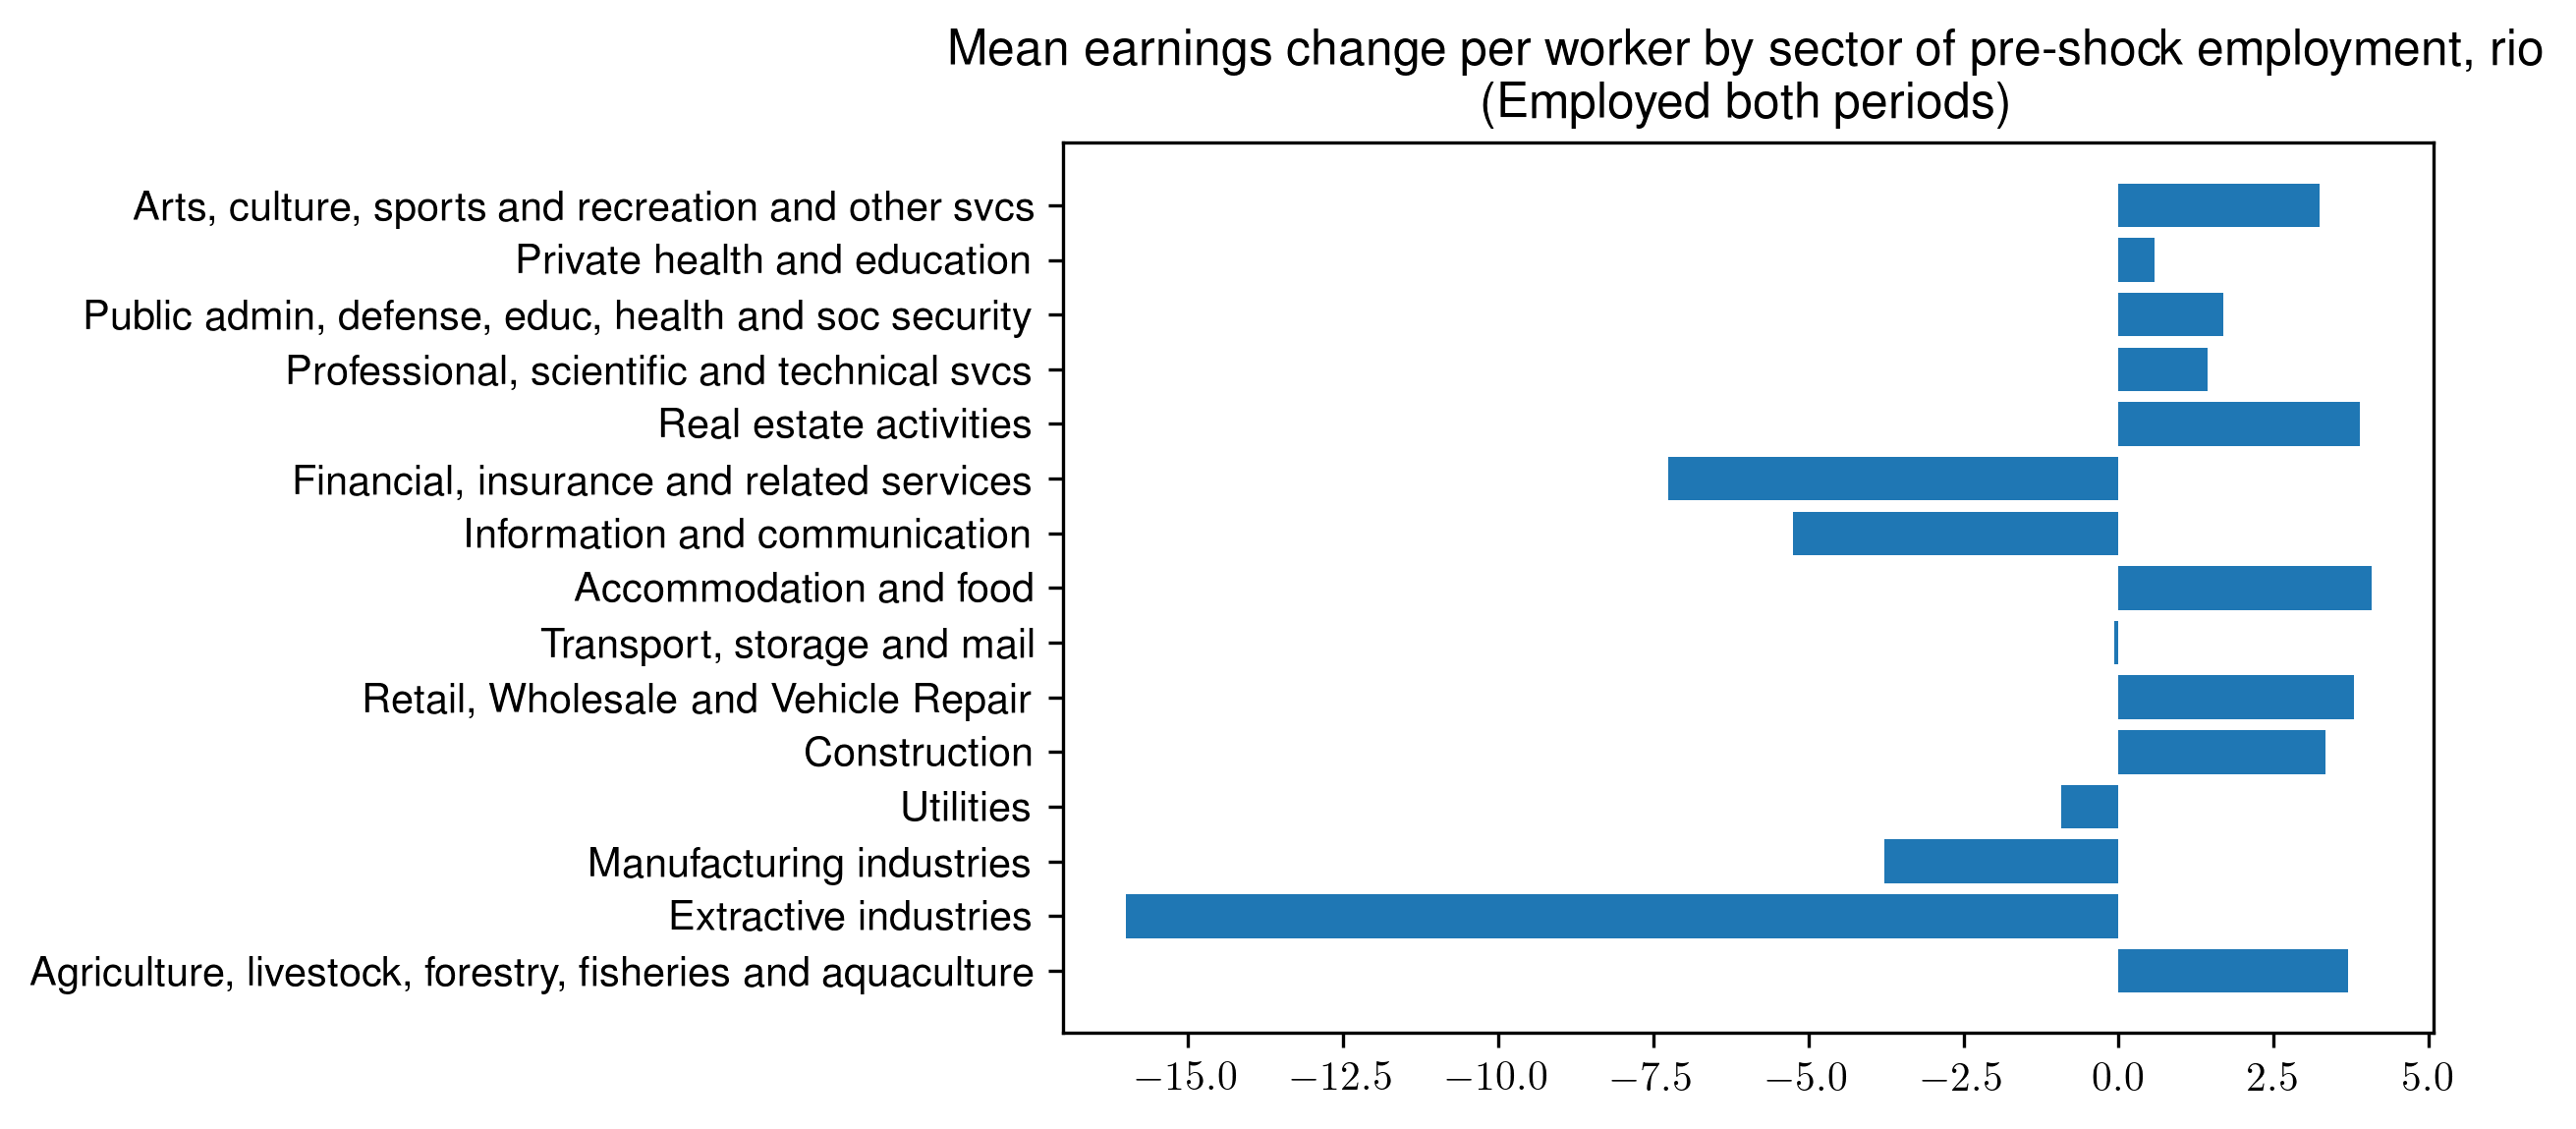 Mean earnings change per worker by sector of pre-shock employment, rio
(Employed both periods)
Arts, culture, sports and recreation and other svcs
Private health and education
Public admin, defense, educ, health and soc security
Professional, scientific and technical svcs
Real estate activities
Financial, insurance and related services
Information and communication
Accommodation and food
Transport, storage and mail
Retail, Wholesale and Vehicle Repair
Construction
Utilities
Manufacturing industries
Extractive industries
Agriculture, livestock, forestry, fisheries and aquaculture
−15.0 −12.5 −10.0 −7.5 −5.0 −2.5 0.0 2.5 5.0